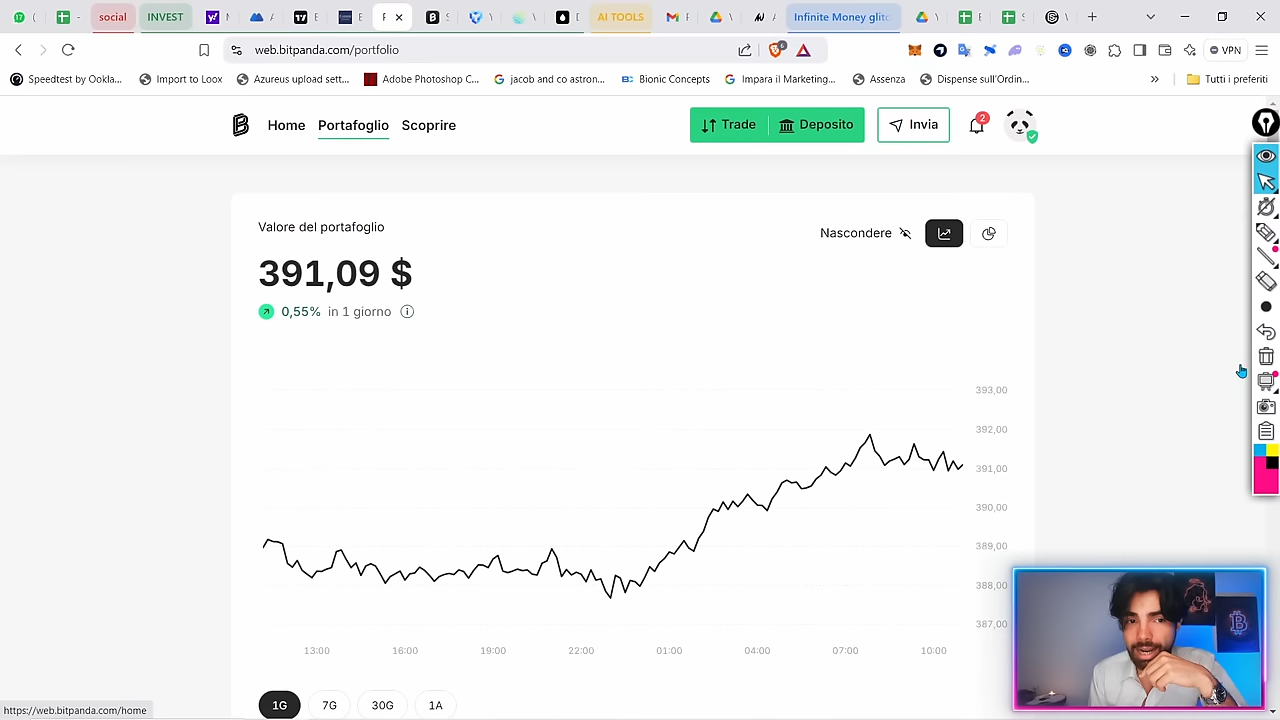 17
social
INVEST
AI TOOLS
Infinite Money glitc
web.bitpanda.com/portfolio
6
VPN
Speedtest by Ookla...
Import to Loox
Azureus upload sett...
Adobe Photoshop C...
jacob and co astron...
Bionic Concepts
Impara il Marketing...
Assenza
Dispense sull'Ordin...
»
Tutti i preferiti
Home
Portafoglio
Scoprire
Trade
Deposito
Invia
2
Valore del portafoglio
Nascondere
391,09 $
0,55% in 1 giorno
393,00
392,00
391,00
390,00
389,00
388,00
387,00
13:00
16:00
19:00
22:00
01:00
04:00
07:00
10:00
1G
7G
30G
1A
https://web.bitpanda.com/home